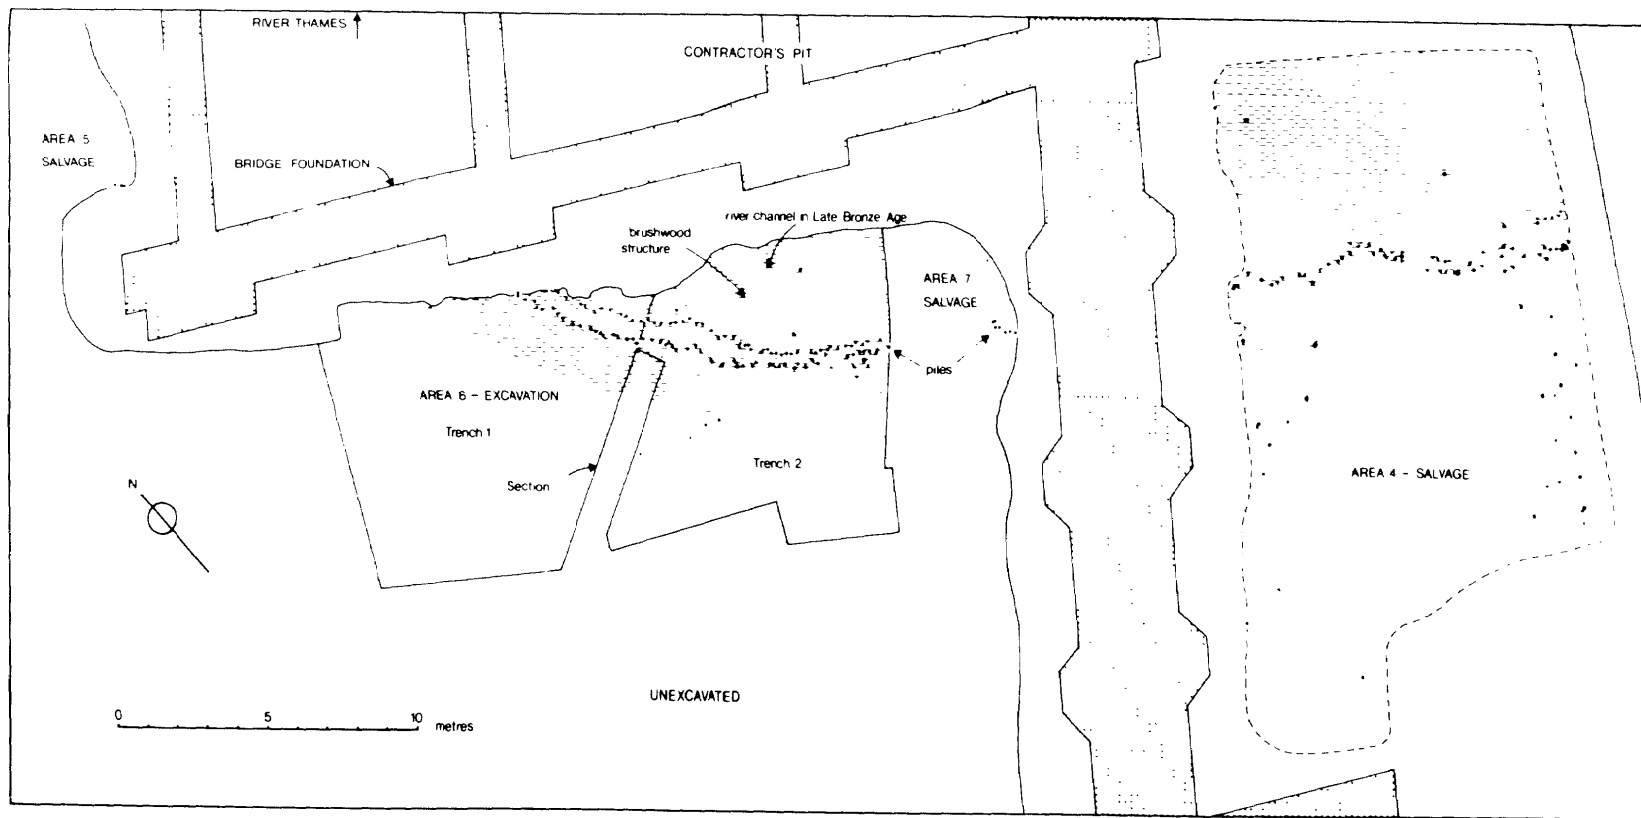 RIVER THAMES
CONTRACTOR'S PIT
AREA 5
SALVAGE
BRIDGE FOUNDATION
river channel in Late Bronze Age
brushwood
structure
AREA 7
SALVAGE
piles
AREA 6 - EXCAVATION
Trench 1
Trench 2
Section
AREA 4 - SALVAGE
N
UNEXCAVATED
0 5 10 metres